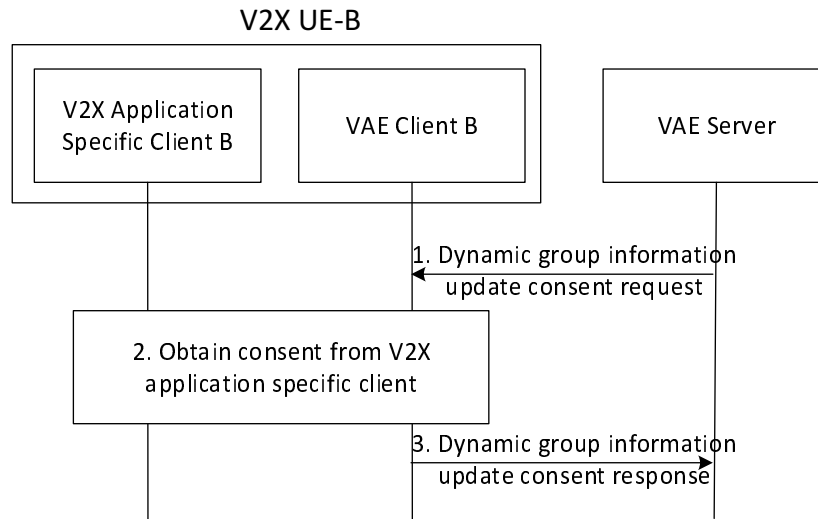 V2X UE-B
V2X Application
Specific Client B
VAE Client B
VAE Server
1. Dynamic group information
update consent request
2. Obtain consent from V2X
application specific client
3. Dynamic group information
update consent response